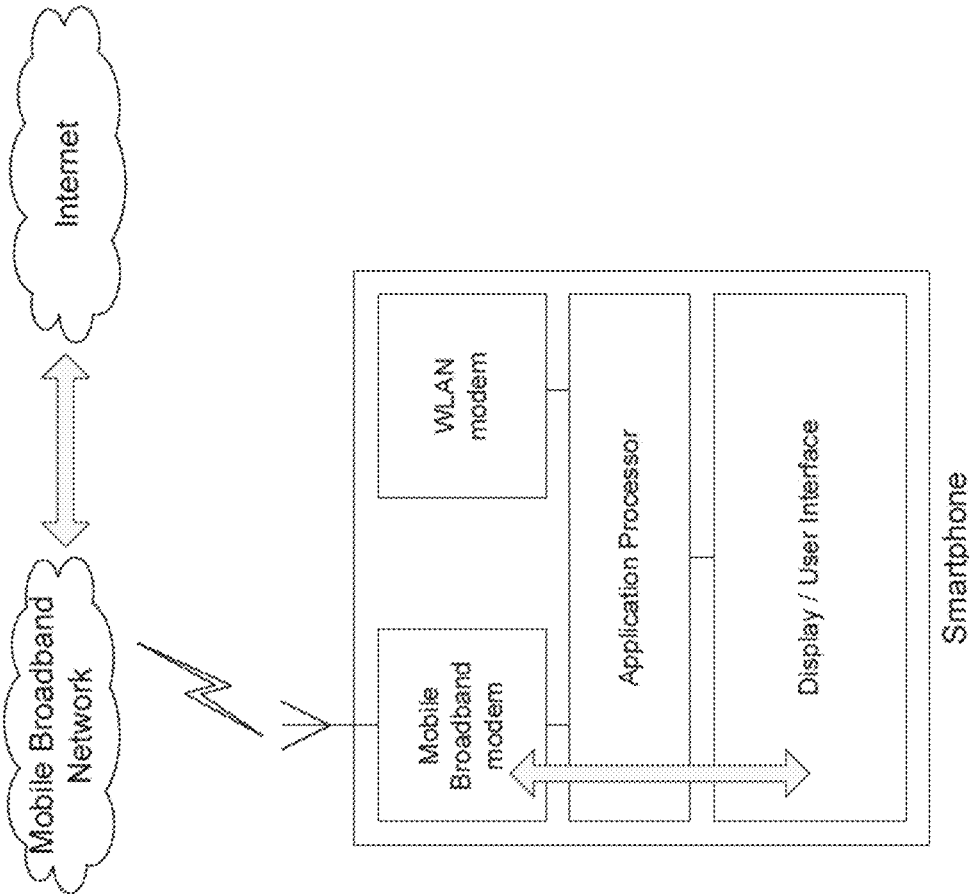 Mobile Broadband
Network
Internet
Mobile
Broadband
modem
WLAN
modem
Application Processor
Display / User Interface
Smartphone